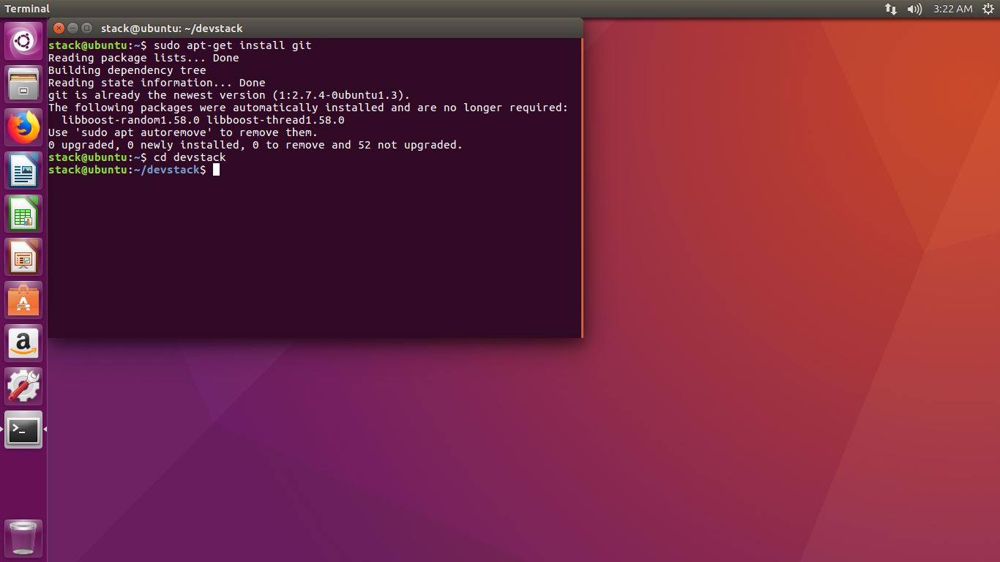 Terminal
3:22 AM
stack@ubuntu: ~/devstack
stack@ubuntu:~$ sudo apt-get install git
Reading package lists... Done
Building dependency tree
Reading state information... Done
git is already the newest version (1:2.7.4-0ubuntu1.3).
The following packages were automatically installed and are no longer required:
  libboost-random1.58.0 libboost-thread1.58.0
Use 'sudo apt autoremove' to remove them.
0 upgraded, 0 newly installed, 0 to remove and 52 not upgraded.
stack@ubuntu:~$ cd devstack
stack@ubuntu:~/devstack$